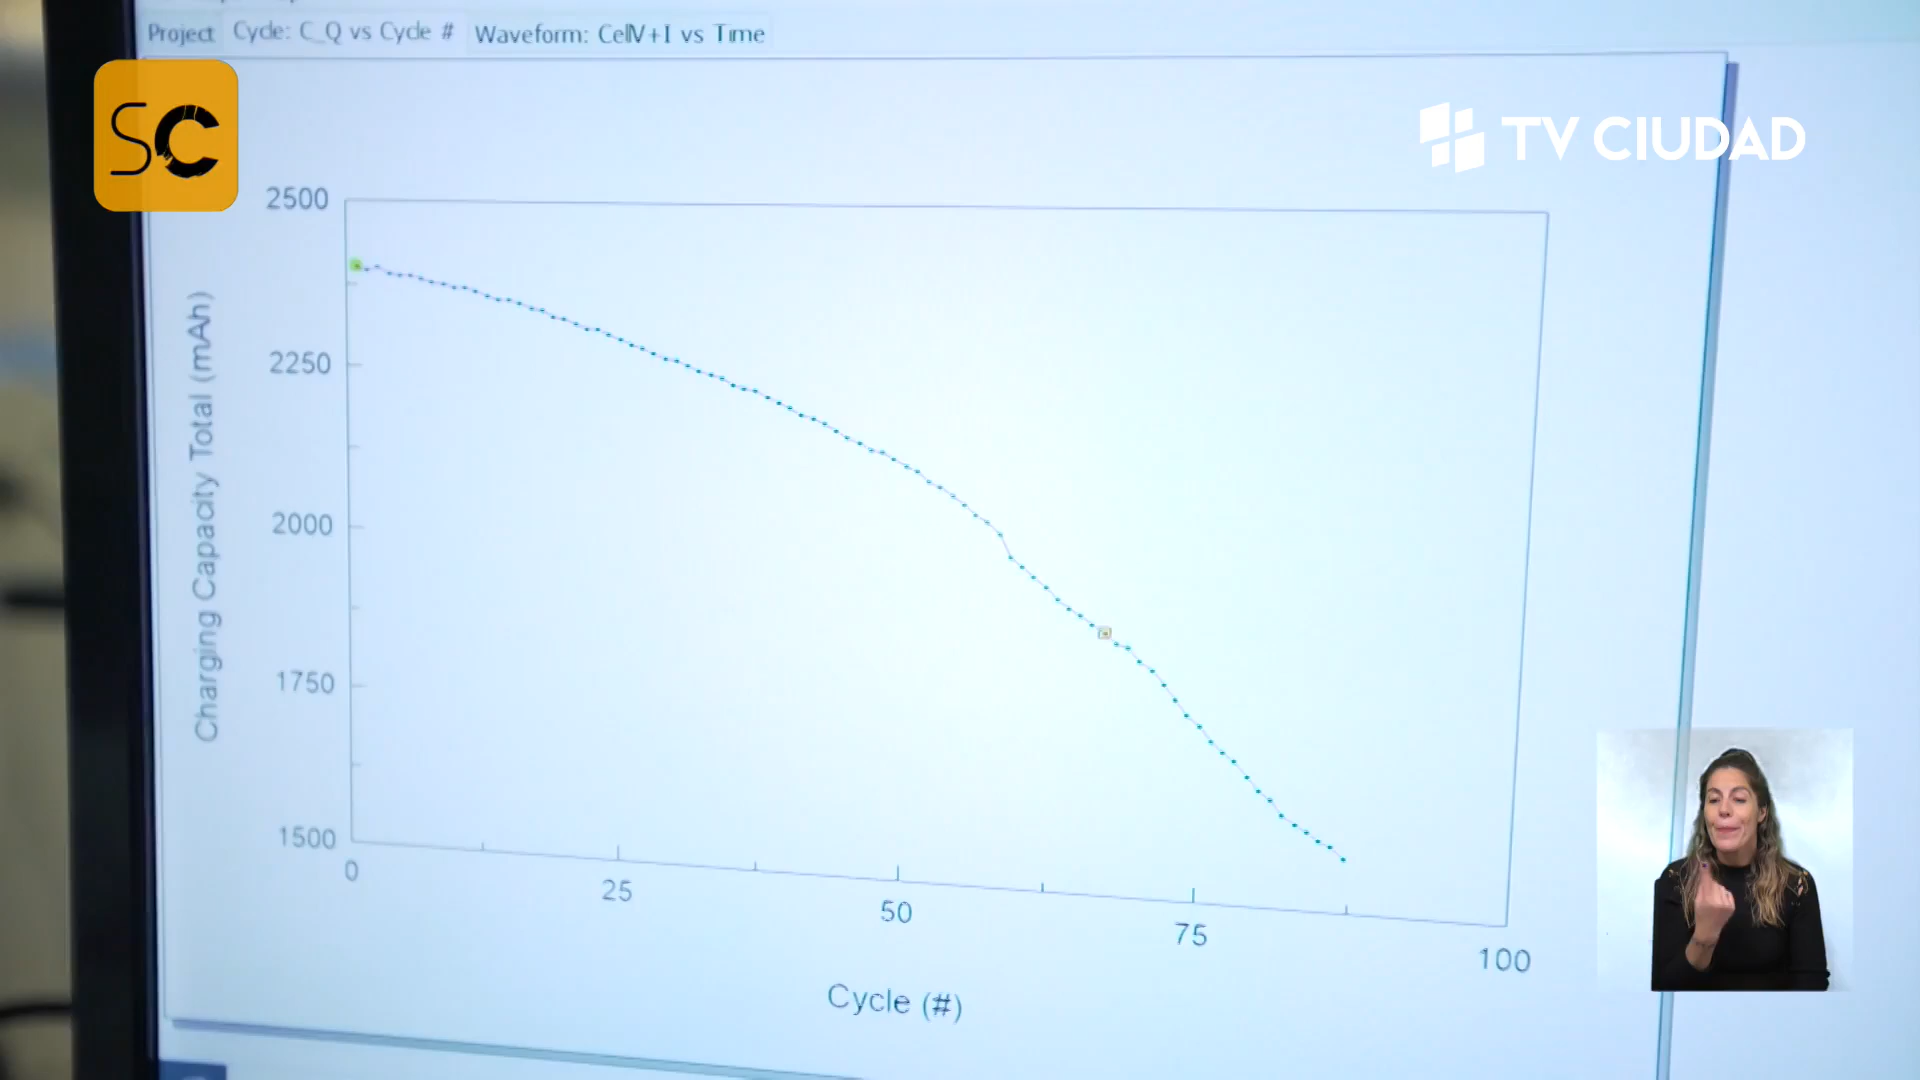 Project Cycle: C_Q vs Cycle # Waveform: CellV+I vs Time
SC
TV CIUDAD
2500
2250
2000
1750
1500
Charging Capacity Total (mAh)
0
25
50
75
100
Cycle (#)